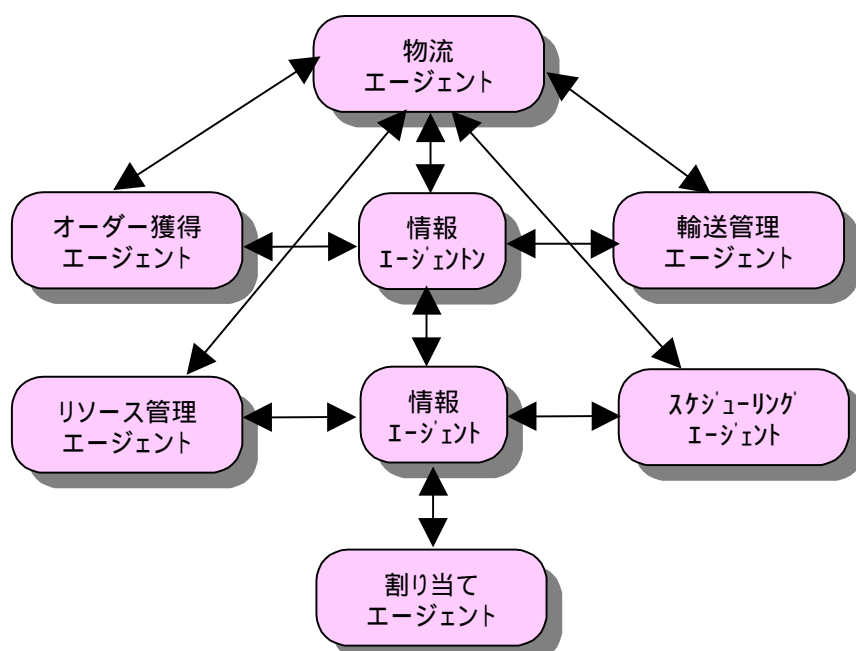 物流
エージェント
オーダー獲得
エージェント
情報
ｴｰｼﾞｪﾝﾄﾝ
輸送管理
エージェント
リソース管理
エージェント
情報
ｴｰｼﾞｪﾝﾄ
ｽｹｼﾞｭｰﾘﾝｸﾞ
ｴｰｼﾞｪﾝﾄ
割り当て
エージェント